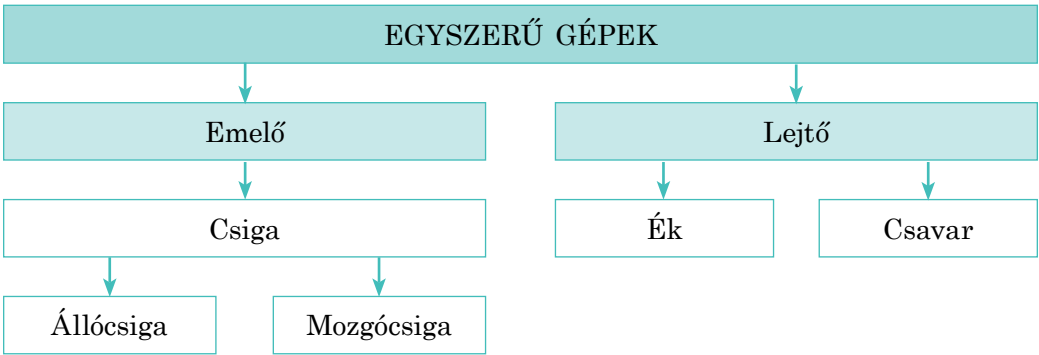 EGYSZERŰ GÉPEK
Emelő
Lejtő
Csiga
Ék
Csavar
Állócsiga
Mozgócsiga